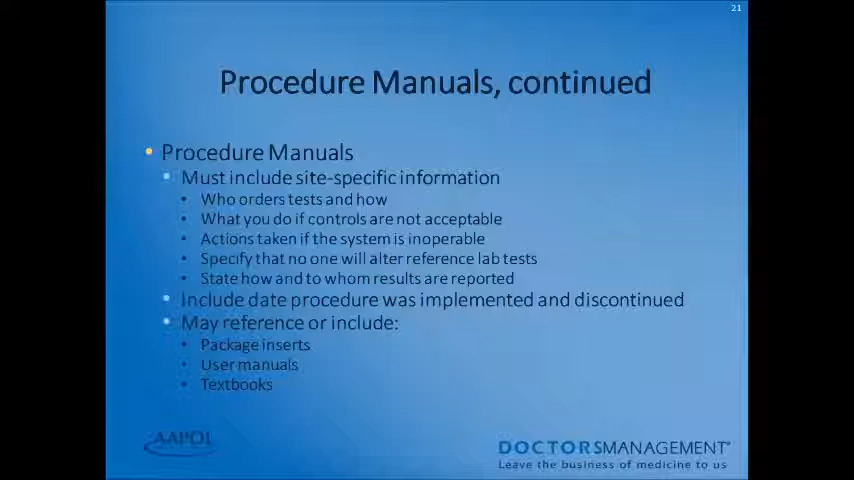 21
Procedure Manuals, continued
• Procedure Manuals
• Must include site-specific information
• Who orders tests and how
• What you do if controls are not acceptable
• Actions taken if the system is inoperable
• Specify that no one will alter reference lab tests
• State how and to whom results are reported
• Include date procedure was implemented and discontinued
• May reference or include:
• Package inserts
• User manuals
• Textbooks
AAPOL
DOCTORSMANAGEMENT®
Leave the business of medicine to us